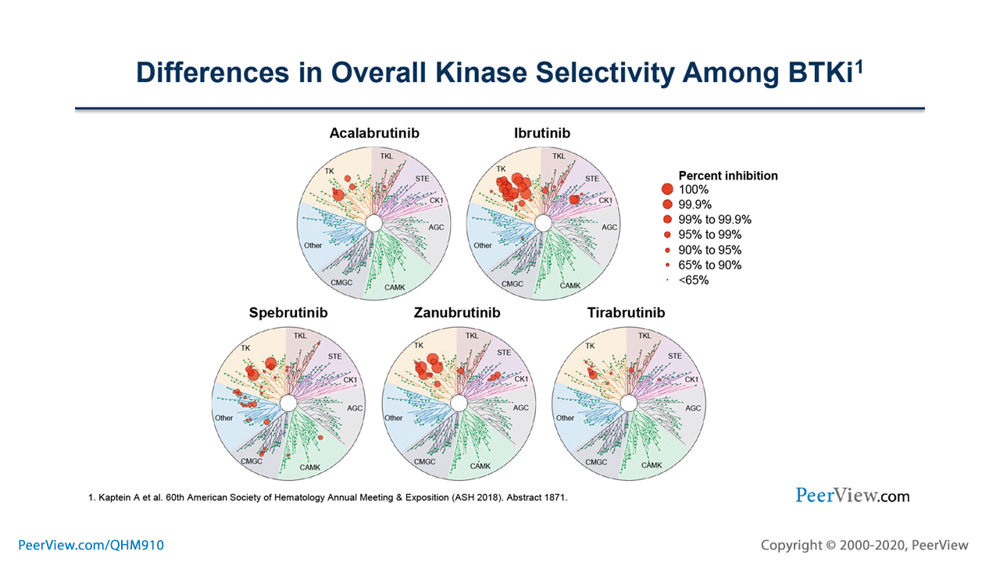 Differences in Overall Kinase Selectivity Among BTKi1
Acalabrutinib
TK
TKL
STE
CK1
AGC
CAMK
CMGC
Other
Ibrutinib
TK
TKL
STE
CK1
AGC
CAMK
CMGC
Other
Percent inhibition
100%
99.9%
99% to 99.9%
95% to 99%
90% to 95%
65% to 90%
<65%
Spebrutinib
TK
TKL
STE
CK1
AGC
CAMK
CMGC
Other
Zanubrutinib
TK
TKL
STE
CK1
AGC
CAMK
CMGC
Other
Tirabrutinib
TK
TKL
STE
CK1
AGC
CAMK
CMGC
Other
1. Kaptein A et al. 60th American Society of Hematology Annual Meeting & Exposition (ASH 2018). Abstract 1871.
PeerView.com
PeerView.com/QHM910
Copyright © 2000-2020, PeerView